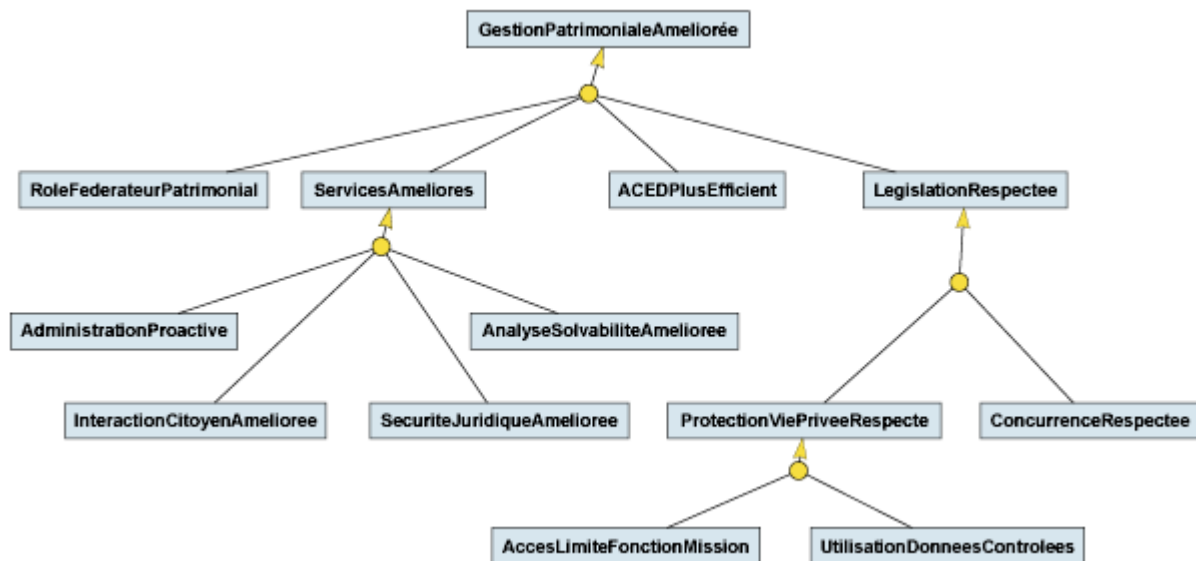 GestionPatrimonialeAmeliorée
RoleFederateurPatrimonial
ServicesAmeliores
ACEDPlusEfficient
LegislationRespectee
AdministrationProactive
AnalyseSolvabiliteAmelioree
InteractionCitoyenAmelioree
SecuriteJuridiqueAmelioree
ProtectionViePriveeRespecte
ConcurrenceRespectee
AccesLimiteFonctionMission
UtilisationDonneesControlees